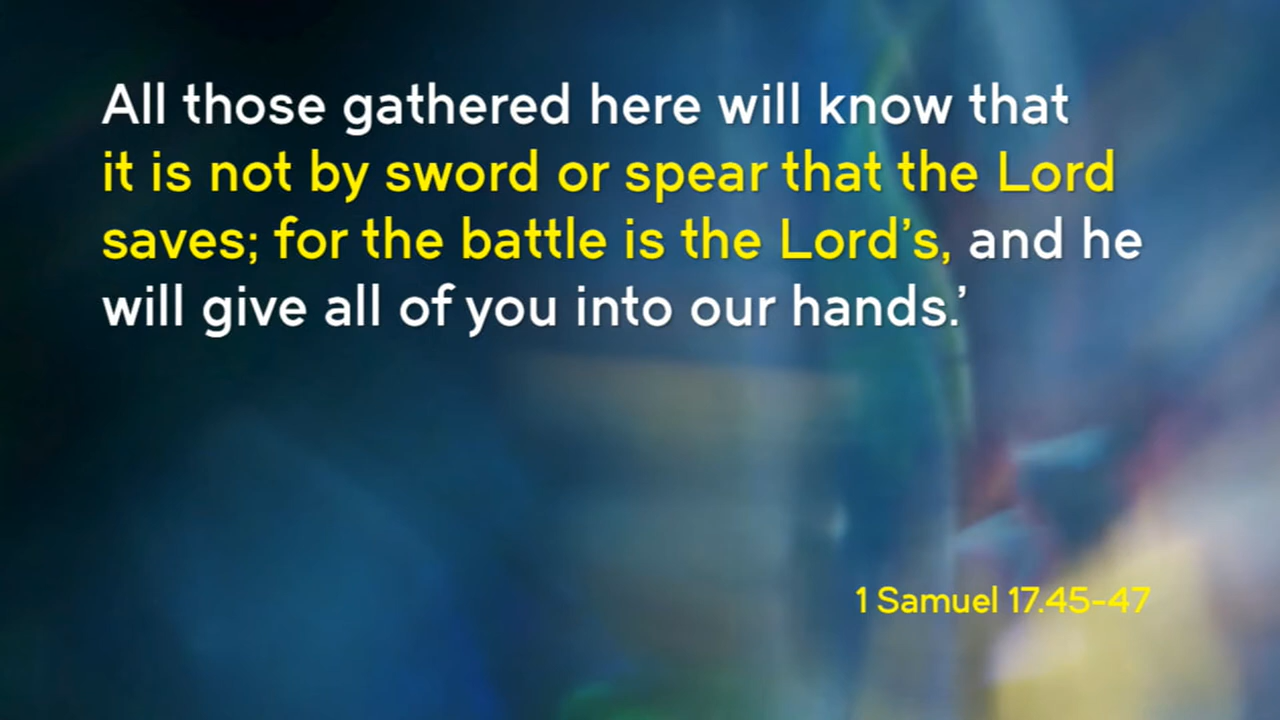 All those gathered here will know that
it is not by sword or spear that the Lord
saves; for the battle is the Lord’s, and he
will give all of you into our hands.’
1 Samuel 17.45-47